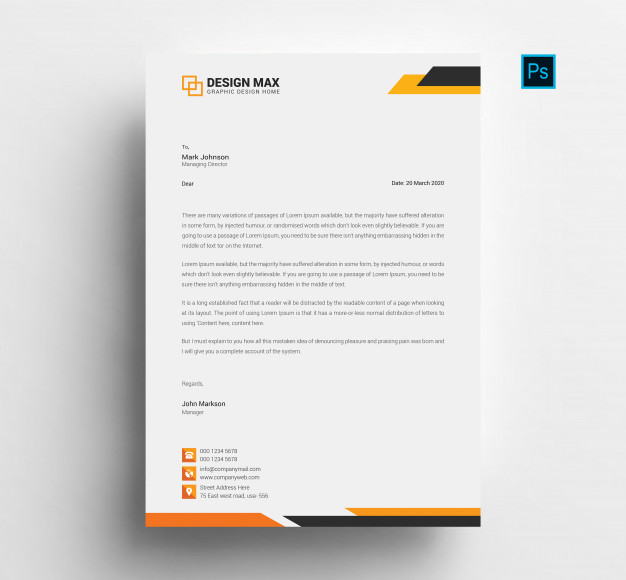 DESIGN MAX
GRAPHIC DESIGN HOME
Ps
To,
Mark Johnson
Managing Director
Dear
Date: 20 March 2020
There are many variations of passages of Lorem Ipsum available, but the majority have suffered alteration
in some form, by injected humour, or randomised words which don't look even slightly believable. If you are
going to use a passage of Lorem Ipsum, you need to be sure there isn't anything embarrassing hidden in the
middle of text tor on the Internet.
Lorem Ipsum available, but the majority have suffered alteration in some form, by injected humour, or words
which don't look even slightly believable. If you are going to use a passage of Lorem Ipsum, you need to be
sure there isn't anything embarrassing hidden in the middle of text.
It is a long established fact that a reader will be distracted by the readable content of a page when looking
at its layout. The point of using Lorem Ipsum is that it has a more-or-less normal distribution of letters to
using 'Content here, content here.
But I must explain to you how all this mistaken idea of denouncing pleasure and praising pain was born and
I will give you a complete account of the system.
Regards,
John Markson
Manager
000 1234 5678
000 1234 5678
info@companymail.com
www.companyweb.com
Street Address Here
75 East west road, usa- 556